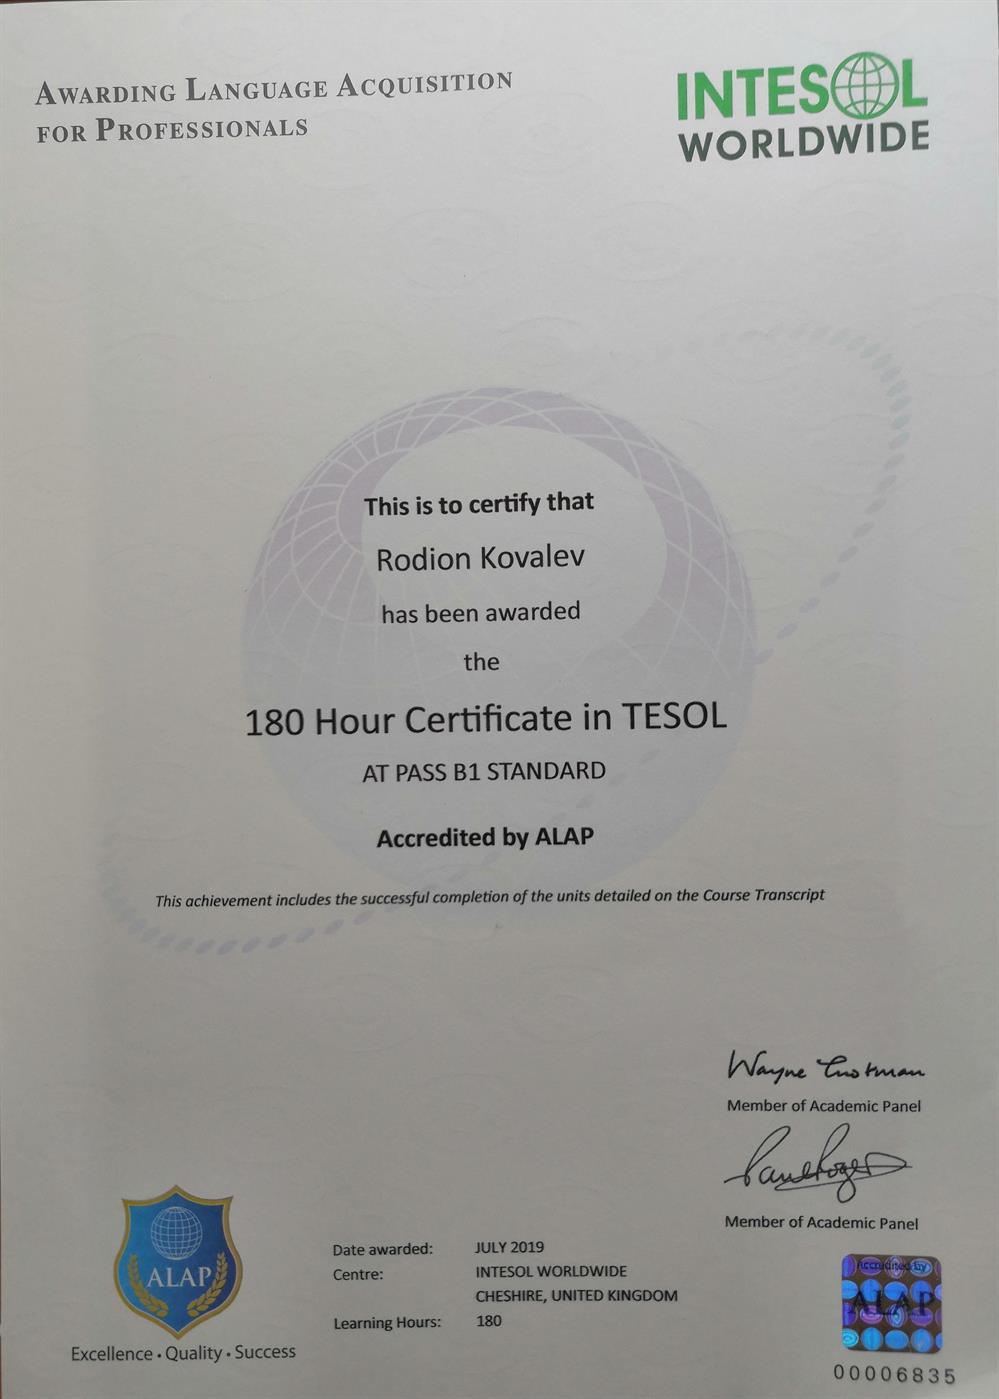 AWARDING LANGUAGE ACQUISITION
FOR PROFESSIONALS
INTESOL
WORLDWIDE
This is to certify that
Rodion Kovalev
has been awarded
the
180 Hour Certificate in TESOL
AT PASS B1 STANDARD
Accredited by ALAP
This achievement includes the successful completion of the units detailed on the Course Transcript
Wayne Trotman
Member of Academic Panel
Member of Academic Panel
ALAP
Excellence • Quality • Success
Date awarded: JULY 2019
Centre: INTESOL WORLDWIDE
CHESHIRE, UNITED KINGDOM
Learning Hours: 180
Accredited by
ALAP
00006835